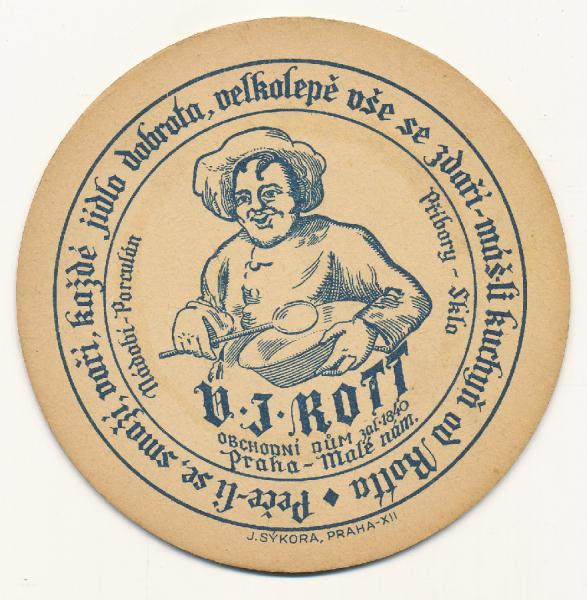 Peče-li se, smaží, vaří, každé jídlo dobrota, velkolepě vše se zdaří - máš-li kuchyň od Rotta ♦
Nádobí - Porculán
Příbory - Sklo
V. J. ROTT
OBCHODNÍ DŮM zal. 1840
Praha - Malé nám.
J. SÝKORA, PRAHA-XII